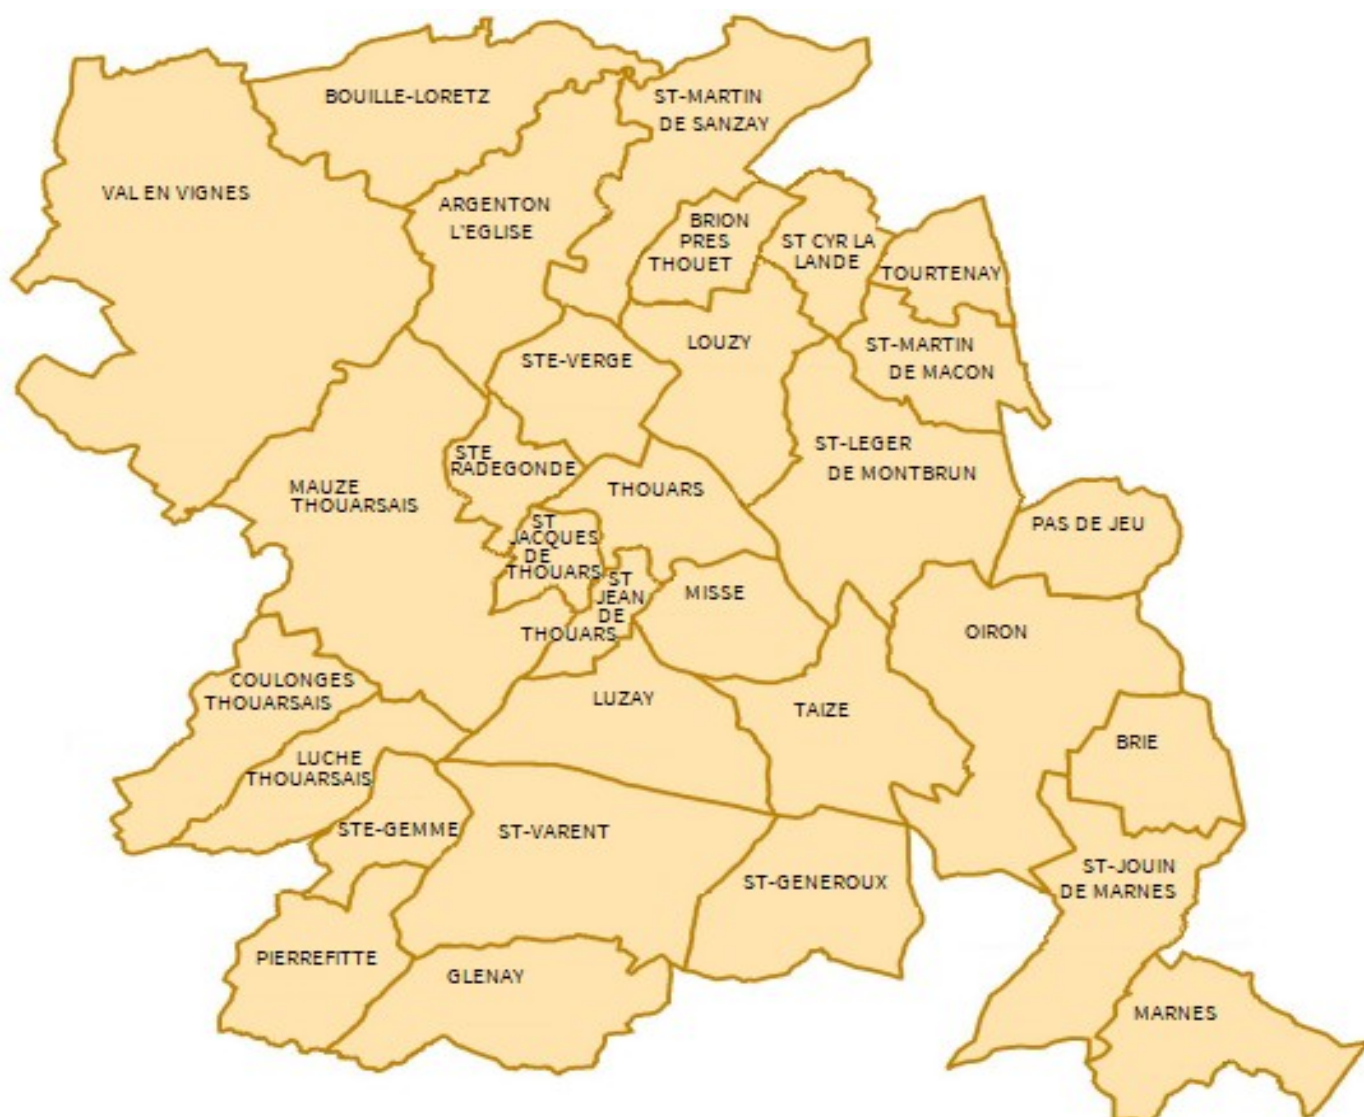 BOUILLE-LORETZ
ST-MARTIN
DE SANZAY
VAL EN VIGNES
ARGENTON
L'EGLISE
BRION
PRES
THOUET
ST CYR LA
LANDE
TOURTENAY
STE-VERGE
LOUZY
ST-MARTIN
DE MACON
STE
RADEGONDE
ST-LEGER
DE MONTBRUN
MAUZE
THOUARSAIS
THOUARS
PAS DE JEU
ST
JACQUES
DE
THOUARS
ST
JEAN
DE
THOUARS
MISSE
OIRON
COULONGES
THOUARSAIS
LUZAY
TAIZE
BRIE
LUCHE
THOUARSAIS
STE-GEMME
ST-VARENT
ST-GENEROUX
ST-JOUIN
DE MARNES
PIERREFITTE
GLENAY
MARNES